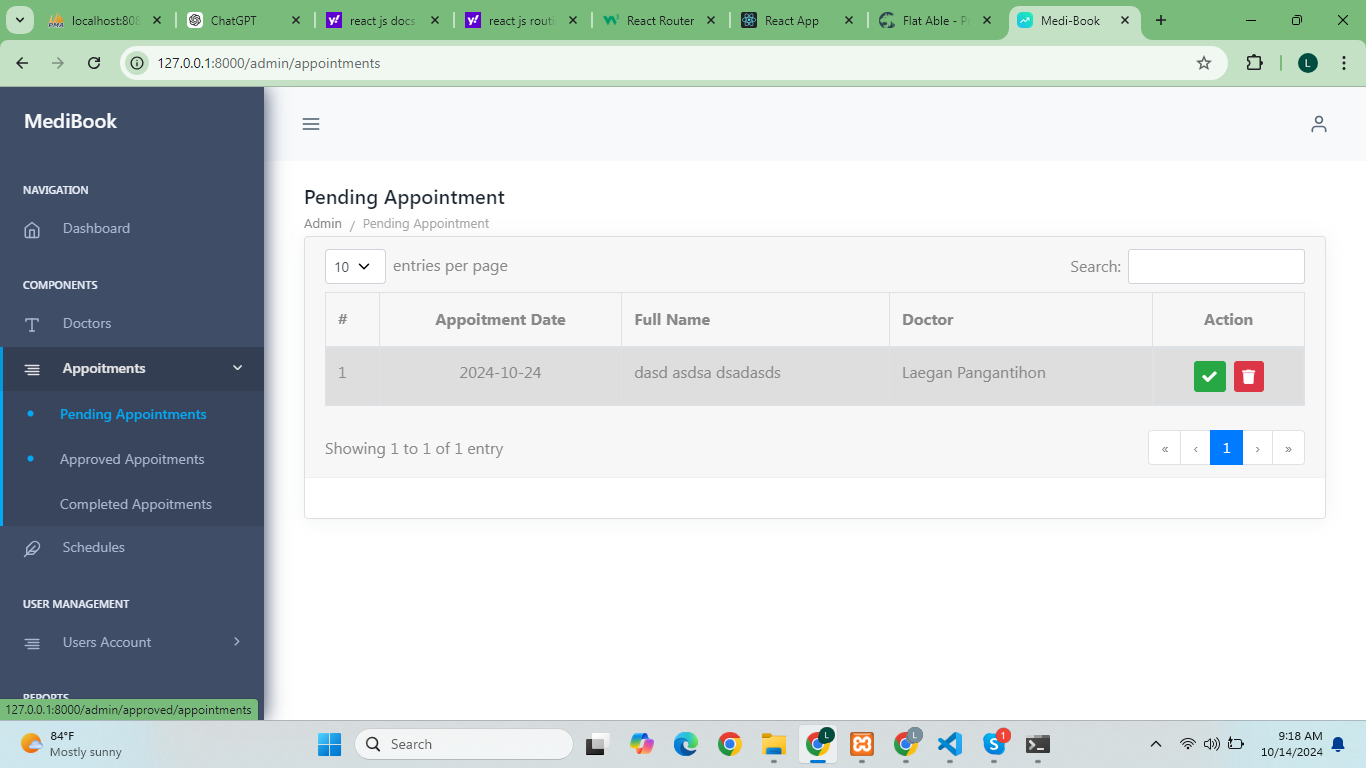 localhost:808
ChatGPT
react js docs
react js routi
React Router
React App
Flat Able - P
Medi-Book
127.0.0.1:8000/admin/appointments
L
MediBook
NAVIGATION
Dashboard
COMPONENTS
Doctors
Appoitments
Pending Appointments
Approved Appoitments
Completed Appoitments
Schedules
USER MANAGEMENT
Users Account
REPORTS
127.0.0.1:8000/admin/approved/appointments
Pending Appointment
Admin / Pending Appointment
10 entries per page
Search:
# Appoitment Date Full Name Doctor Action
1 2024-10-24 dasd asdsa dsadasds Laegan Pangantihon
Showing 1 to 1 of 1 entry
« ‹ 1 › »
84°F
Mostly sunny
Search
L
L
1
9:18 AM
10/14/2024